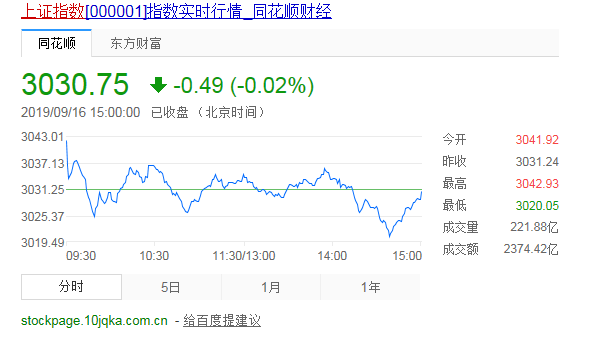 上证指数[000001]指数实时行情_同花顺财经
同花顺 东方财富
3030.75 -0.49 (-0.02%)
2019/09/16 15:00:00 已收盘 （北京时间）
3043.01
3037.13
3031.25
3025.37
3019.49
09:30 10:30 11:30/13:00 14:00 15:00
今开 3041.92
昨收 3031.24
最高 3042.93
最低 3020.05
成交量 221.88亿
成交额 2374.42亿
分时 5日 1月 1年
stockpage.10jqka.com.cn - 给百度提建议